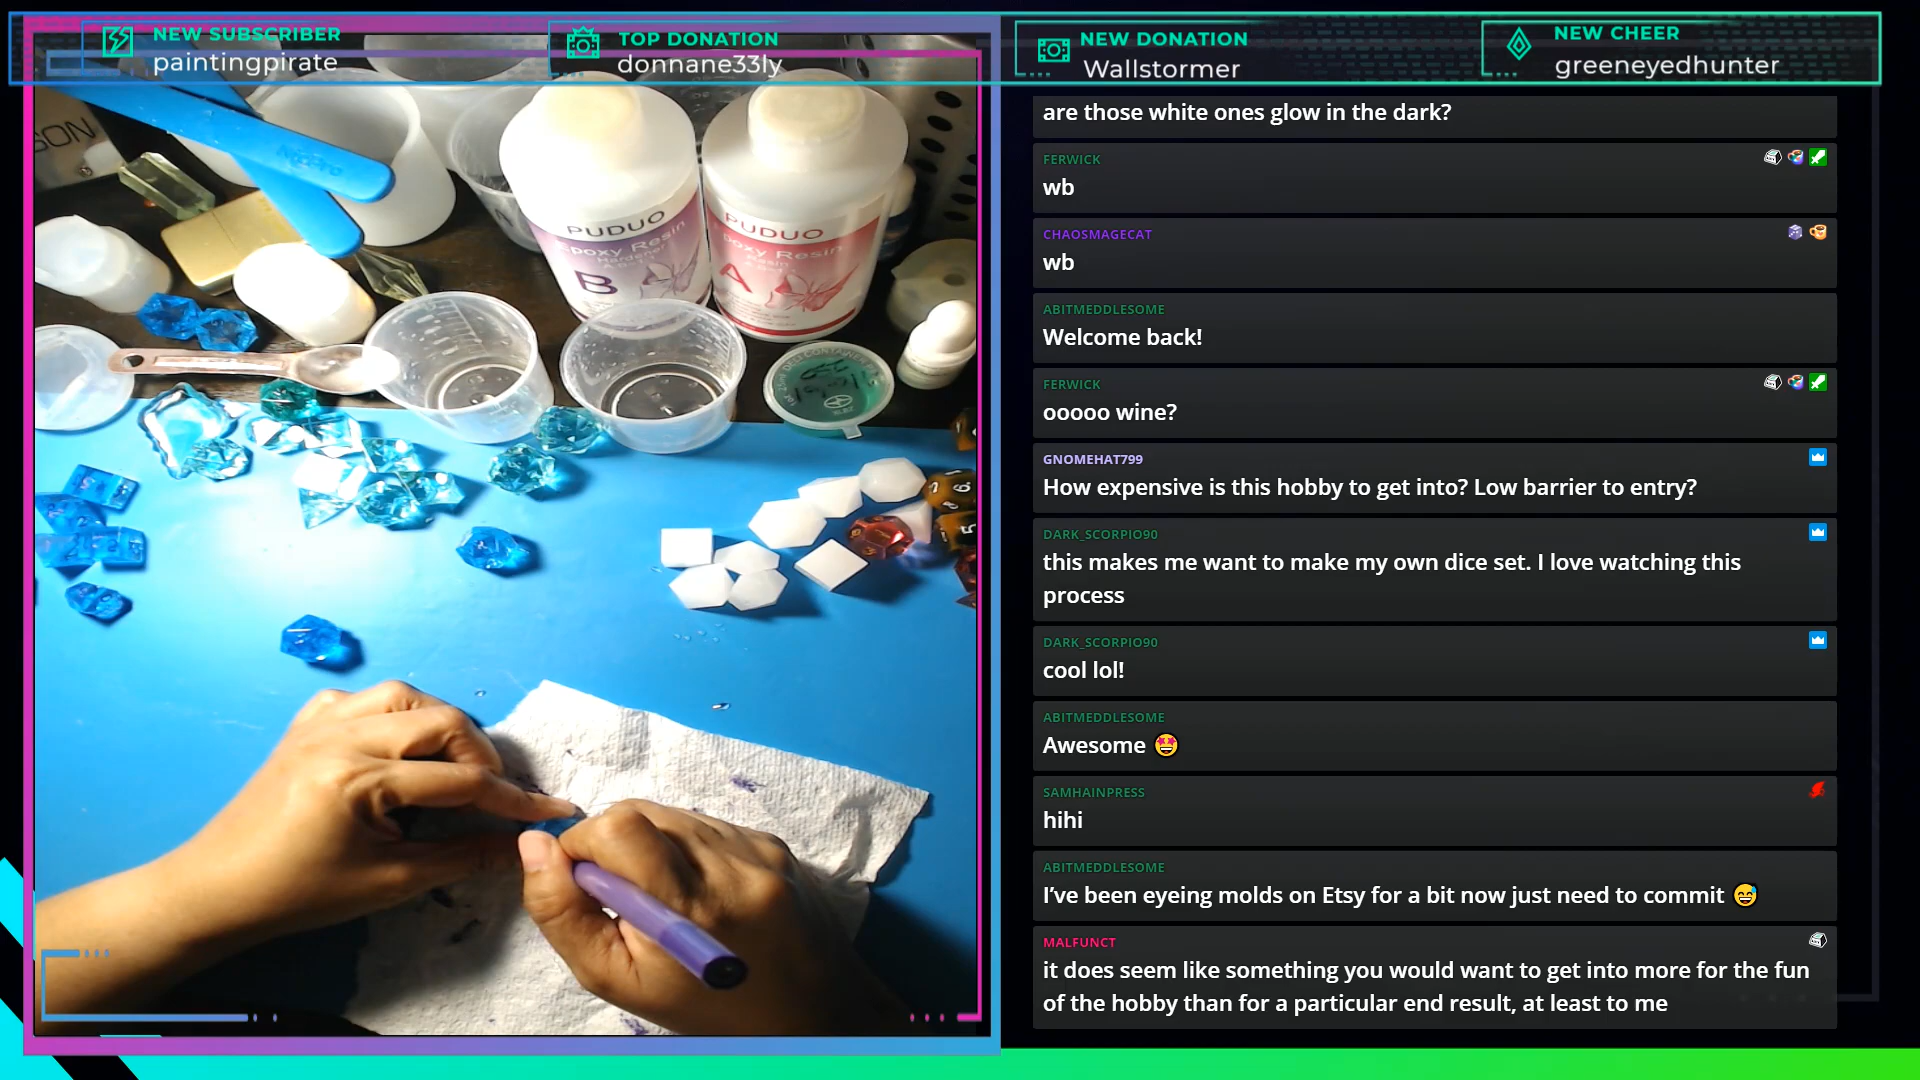 NEW SUBSCRIBER
paintingpirate
TOP DONATION
donnane33ly
NEW DONATION
Wallstormer
NEW CHEER
greeneyedhunter
PUDUO
Epoxy Resin
Hardener
B
PUDUO
Epoxy Resin
Resin
A
are those white ones glow in the dark?
FERWICK
wb
CHAOSMAGECAT
wb
ABITMEDDLESOME
Welcome back!
FERWICK
ooooo wine?
GNOMEHAT799
How expensive is this hobby to get into? Low barrier to entry?
DARK_SCORPIO90
this makes me want to make my own dice set. I love watching this
process
DARK_SCORPIO90
cool lol!
ABITMEDDLESOME
Awesome 🤩
SAMHAINPRESS
hihi
ABITMEDDLESOME
I’ve been eyeing molds on Etsy for a bit now just need to commit 😅
MALFUNCT
it does seem like something you would want to get into more for the fun
of the hobby than for a particular end result, at least to me